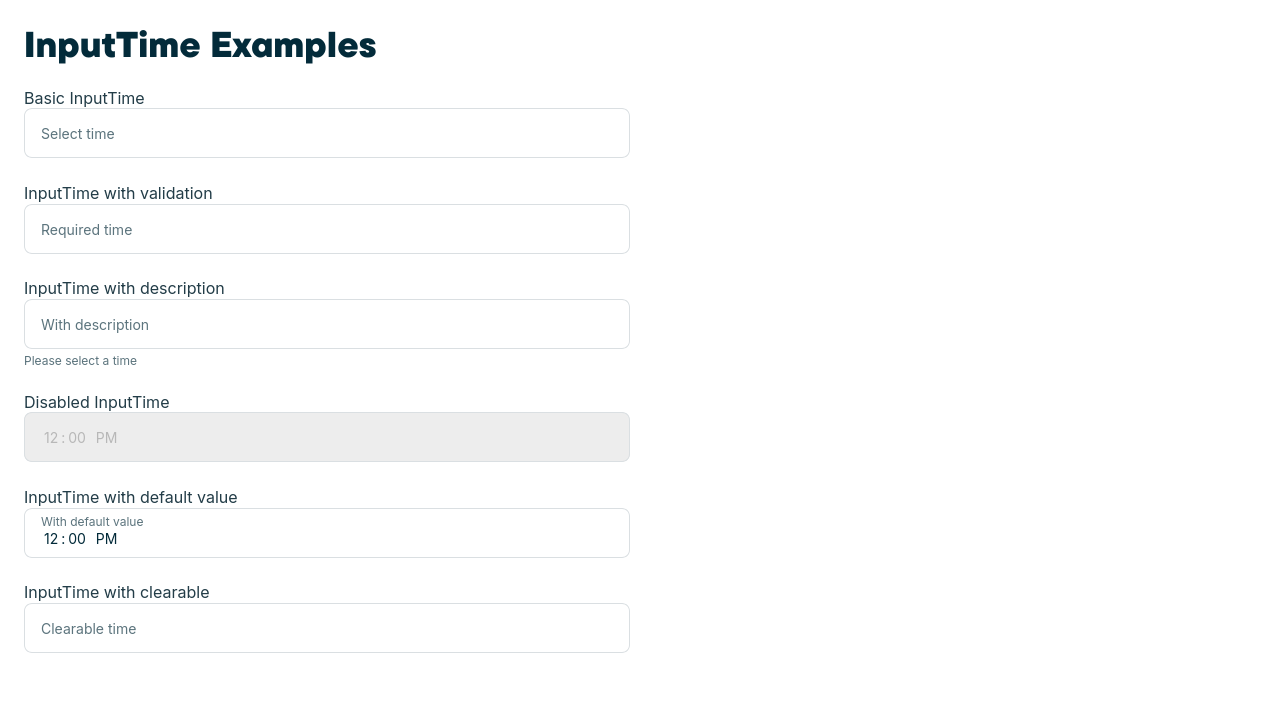 InputTime Examples
Basic InputTime
Select time
InputTime with validation
Required time
InputTime with description
With description
Please select a time
Disabled InputTime
12 : 00 PM
InputTime with default value
With default value
12 : 00 PM
InputTime with clearable
Clearable time